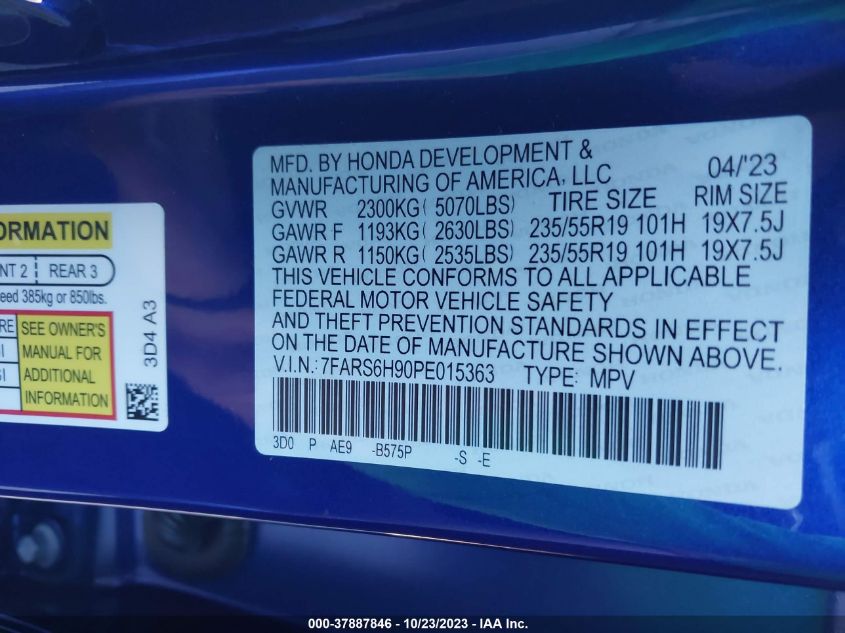 ORMATION
NT 2 REAR 3
eed 385kg or 850lbs.
RE SEE OWNER'S
MANUAL FOR
ADDITIONAL
INFORMATION
3D4 A3
MFD. BY HONDA DEVELOPMENT &
MANUFACTURING OF AMERICA, LLC 04/'23
GVWR 2300KG( 5070LBS) TIRE SIZE RIM SIZE
GAWR F 1193KG( 2630LBS) 235/55R19 101H 19X7.5J
GAWR R 1150KG( 2535LBS) 235/55R19 101H 19X7.5J
THIS VEHICLE CONFORMS TO ALL APPLICABLE
FEDERAL MOTOR VEHICLE SAFETY
AND THEFT PREVENTION STANDARDS IN EFFECT
ON THE DATE OF MANUFACTURE SHOWN ABOVE.
V.I.N.:7FARS6H90PE015363 TYPE: MPV
3D0 P AE9 -B575P -S -E
000-37887846 - 10/23/2023 - IAA Inc.